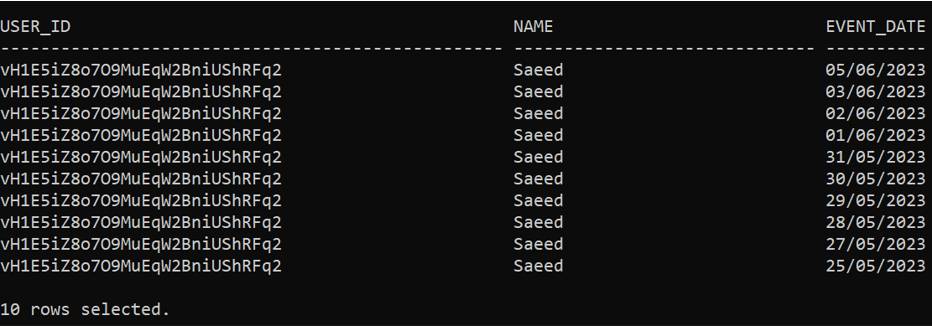 USER_ID NAME EVENT_DATE
------------------------------------------------- ------------------------------ ----------
vH1E5iZ8o7O9MuEqW2BniUShRFq2 Saeed 05/06/2023
vH1E5iZ8o7O9MuEqW2BniUShRFq2 Saeed 03/06/2023
vH1E5iZ8o7O9MuEqW2BniUShRFq2 Saeed 02/06/2023
vH1E5iZ8o7O9MuEqW2BniUShRFq2 Saeed 01/06/2023
vH1E5iZ8o7O9MuEqW2BniUShRFq2 Saeed 31/05/2023
vH1E5iZ8o7O9MuEqW2BniUShRFq2 Saeed 30/05/2023
vH1E5iZ8o7O9MuEqW2BniUShRFq2 Saeed 29/05/2023
vH1E5iZ8o7O9MuEqW2BniUShRFq2 Saeed 28/05/2023
vH1E5iZ8o7O9MuEqW2BniUShRFq2 Saeed 27/05/2023
vH1E5iZ8o7O9MuEqW2BniUShRFq2 Saeed 25/05/2023
10 rows selected.